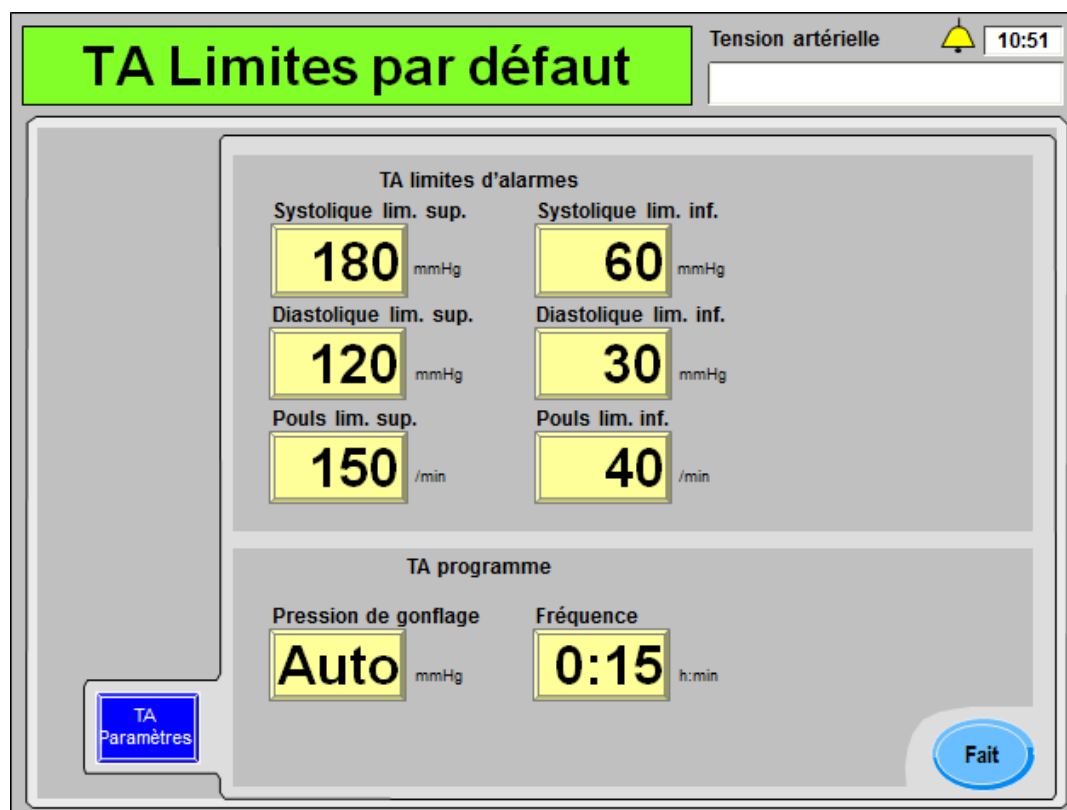 TA Limites par défaut
Tension artérielle
10:51
TA limites d'alarmes
Systolique lim. sup.
Systolique lim. inf.
180 mmHg
60 mmHg
Diastolique lim. sup.
Diastolique lim. inf.
120 mmHg
30 mmHg
Pouls lim. sup.
Pouls lim. inf.
150 /min
40 /min
TA programme
Pression de gonflage
Fréquence
Auto mmHg
0:15 h:min
TA
Paramètres
Fait